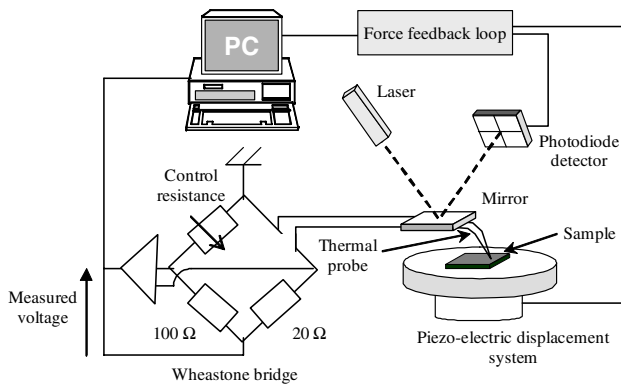 PC
Force feedback loop
Laser
Photodiode
detector
Control
resistance
Mirror
Thermal
probe
Sample
Measured
voltage
100 Ω
20 Ω
Piezo-electric displacement
system
Wheastone bridge